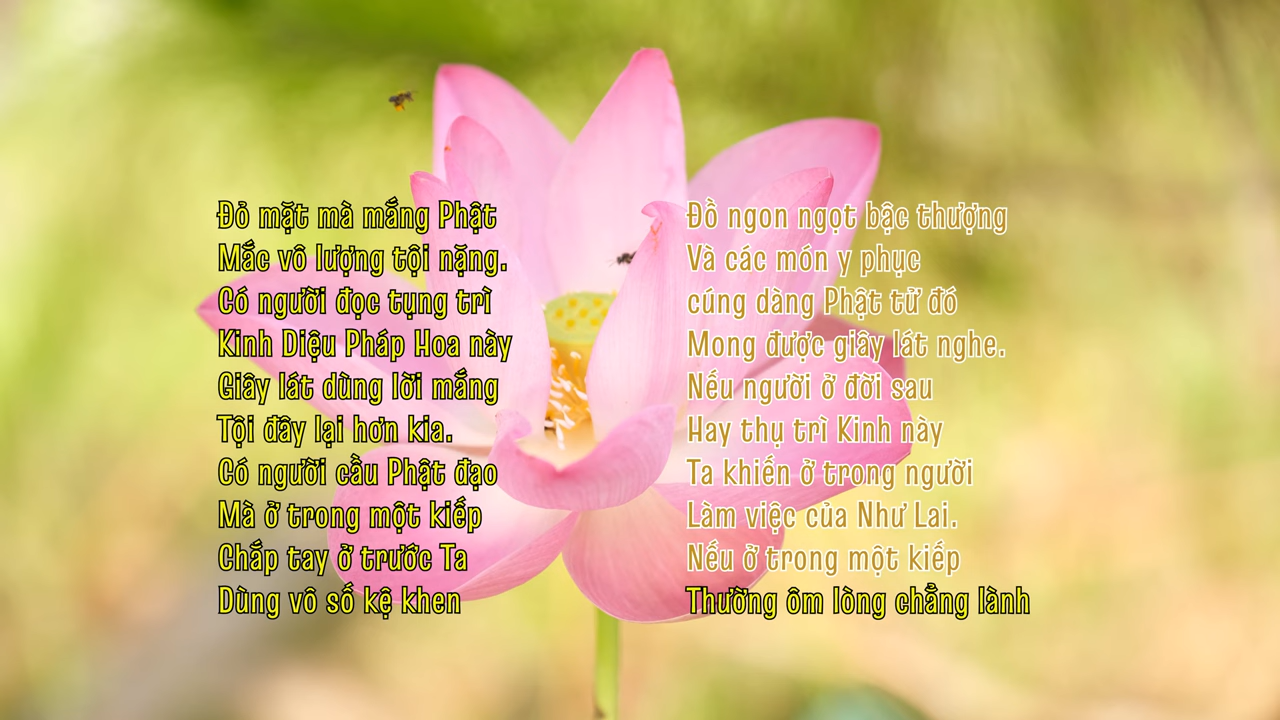 Đỏ mặt mà mắng Phật
Mắc vô lượng tội nặng.
Có người đọc tụng trì
Kinh Diệu Pháp Hoa này
Giây lát dùng lời mắng
Tội đây lại hơn kia.
Có người cầu Phật đạo
Mà ở trong một kiếp
Chắp tay ở trước Ta
Dùng vô số kệ khen
Đồ ngon ngọt bậc thượng
Và các món y phục
cúng dàng Phật tử đó
Mong được giây lát nghe.
Nếu người ở đời sau
Hay thụ trì Kinh này
Ta khiến ở trong người
Làm việc của Như Lai.
Nếu ở trong một kiếp
Thường ôm lòng chẳng lành